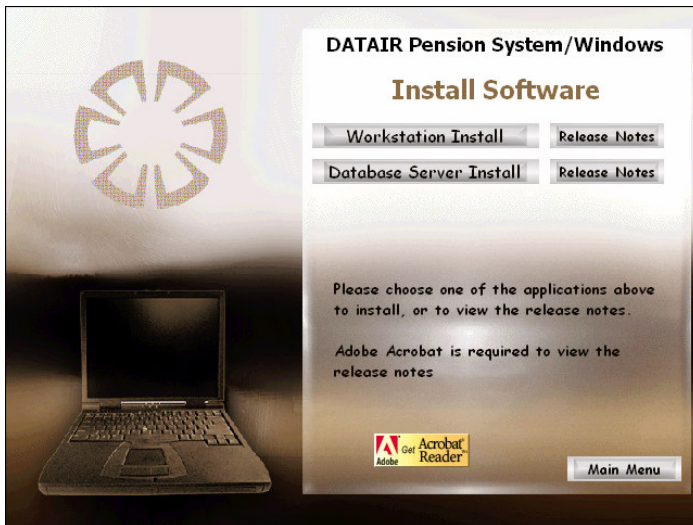 DATAIR Pension System/Windows
Install Software
Workstation Install
Release Notes
Database Server Install
Release Notes
Please choose one of the applications above
to install, or to view the release notes.
Adobe Acrobat is required to view the
release notes
Adobe
Get Acrobat
Reader
Main Menu